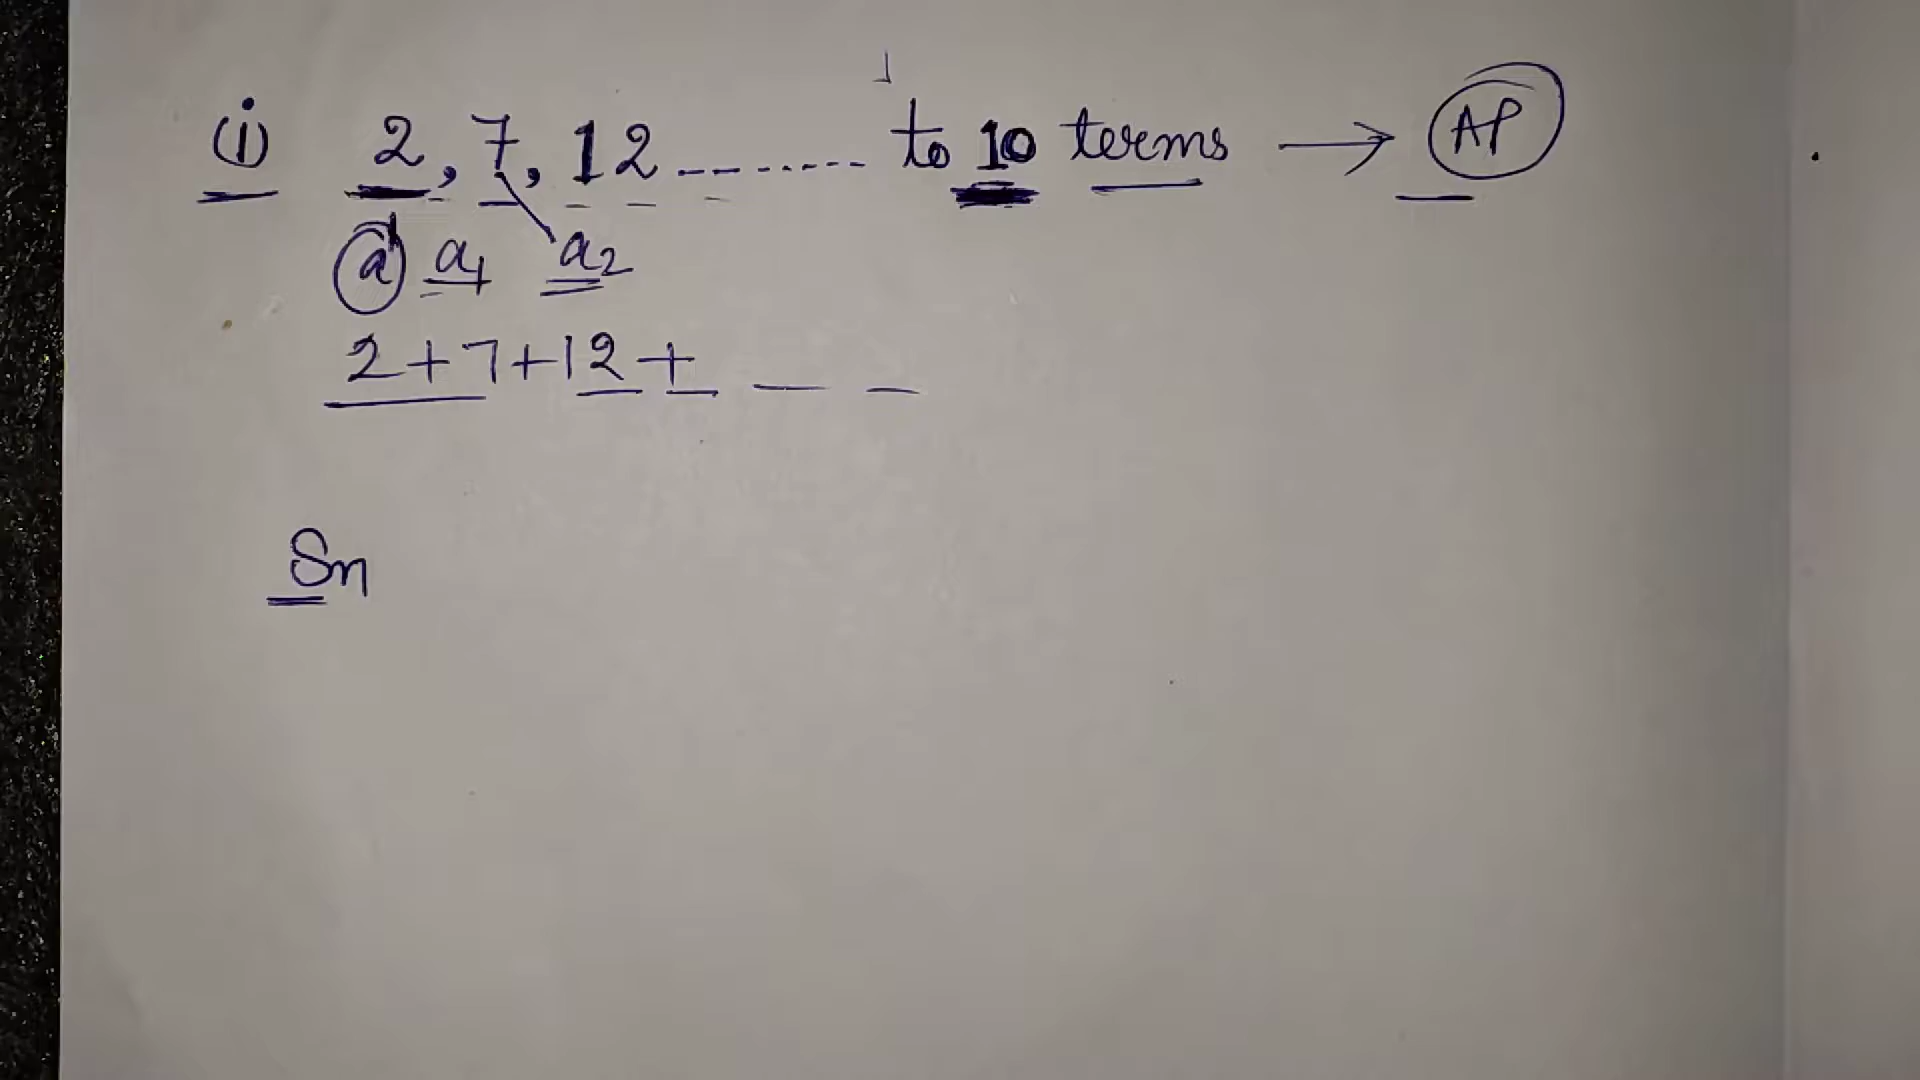 (i) 2, 7, 12 ......... to 10 terms → AP
a a1 a2
2+7+12+ _ _
Sn